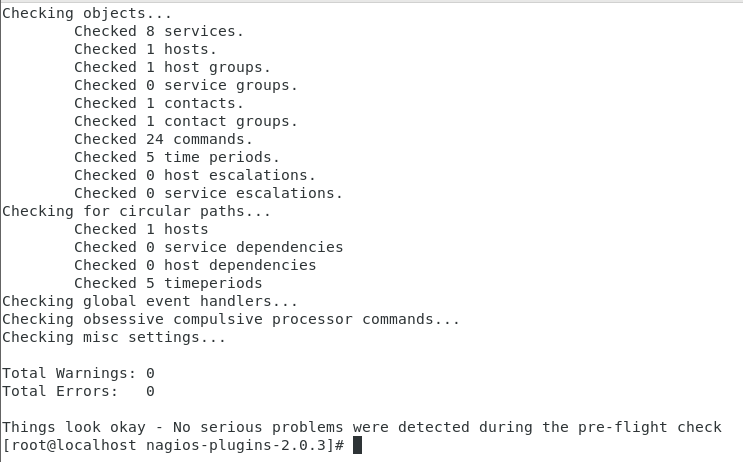 Checking objects...
        Checked 8 services.
        Checked 1 hosts.
        Checked 1 host groups.
        Checked 0 service groups.
        Checked 1 contacts.
        Checked 1 contact groups.
        Checked 24 commands.
        Checked 5 time periods.
        Checked 0 host escalations.
        Checked 0 service escalations.
Checking for circular paths...
        Checked 1 hosts
        Checked 0 service dependencies
        Checked 0 host dependencies
        Checked 5 timeperiods
Checking global event handlers...
Checking obsessive compulsive processor commands...
Checking misc settings...

Total Warnings: 0
Total Errors:   0

Things look okay - No serious problems were detected during the pre-flight check
[root@localhost nagios-plugins-2.0.3]#